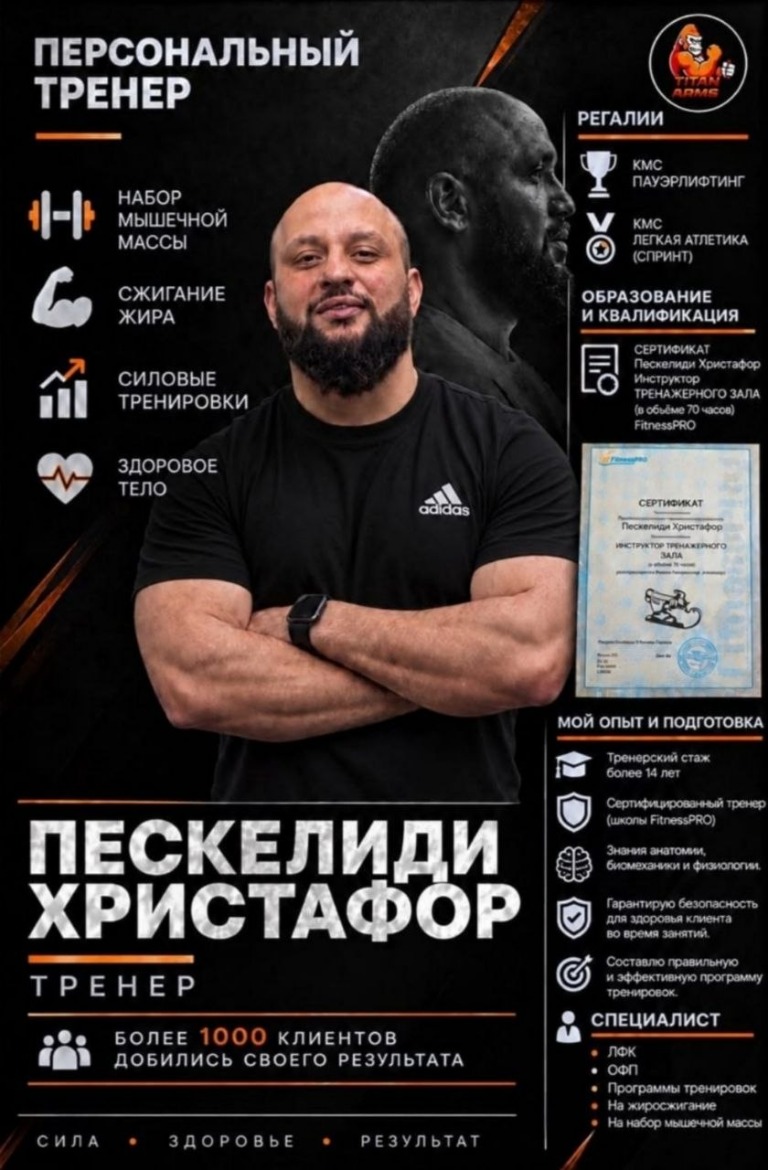 ПЕРСОНАЛЬНЫЙ
ТРЕНЕР
НАБОР
МЫШЕЧНОЙ
МАССЫ
СЖИГАНИЕ
ЖИРА
СИЛОВЫЕ
ТРЕНИРОВКИ
ЗДОРОВОЕ
ТЕЛО
adidas
TITAN
ARMS
РЕГАЛИИ
КМС
ПАУЭРЛИФТИНГ
КМС
ЛЕГКАЯ АТЛЕТИКА
(СПРИНТ)
ОБРАЗОВАНИЕ
И КВАЛИФИКАЦИЯ
СЕРТИФИКАТ
Пескелиди Христафор
Инструктор
ТРЕНАЖЕРНОГО ЗАЛА
(в объёме 70 часов)
FitnessPRO
FitnessPRO
СЕРТИФИКАТ
Пескелиди Христафор
ИНСТРУКТОР ТРЕНАЖЕРНОГО
ЗАЛА
МОЙ ОПЫТ И ПОДГОТОВКА
Тренерский стаж
более 14 лет
Сертифицированный тренер
(школы FitnessPRO)
Знания анатомии,
биомеханики и физиологии.
Гарантирую безопасность
для здоровья клиента
во время занятий.
Составлю правильную
и эффективную программу
тренировок.
СПЕЦИАЛИСТ
• ЛФК
• ОФП
• Программы тренировок
• На жиросжигание
• На набор мышечной массы
ПЕСКЕЛИДИ
ХРИСТАФОР
ТРЕНЕР
БОЛЕЕ 1000 КЛИЕНТОВ
ДОБИЛИСЬ СВОЕГО РЕЗУЛЬТАТА
СИЛА • ЗДОРОВЬЕ • РЕЗУЛЬТАТ